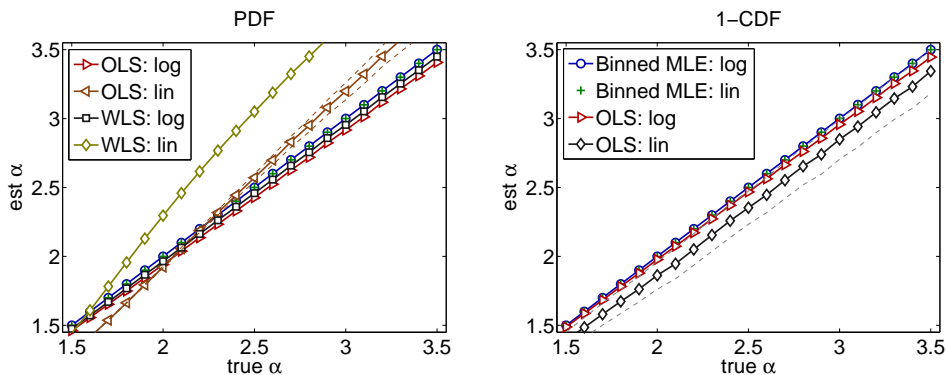 PDF
3.5
3
2.5
2
1.5
est α
OLS: log
OLS: lin
WLS: log
WLS: lin
1.5
2
2.5
3
3.5
true α
1−CDF
3.5
3
2.5
2
1.5
est α
Binned MLE: log
Binned MLE: lin
OLS: log
OLS: lin
1.5
2
2.5
3
3.5
true α